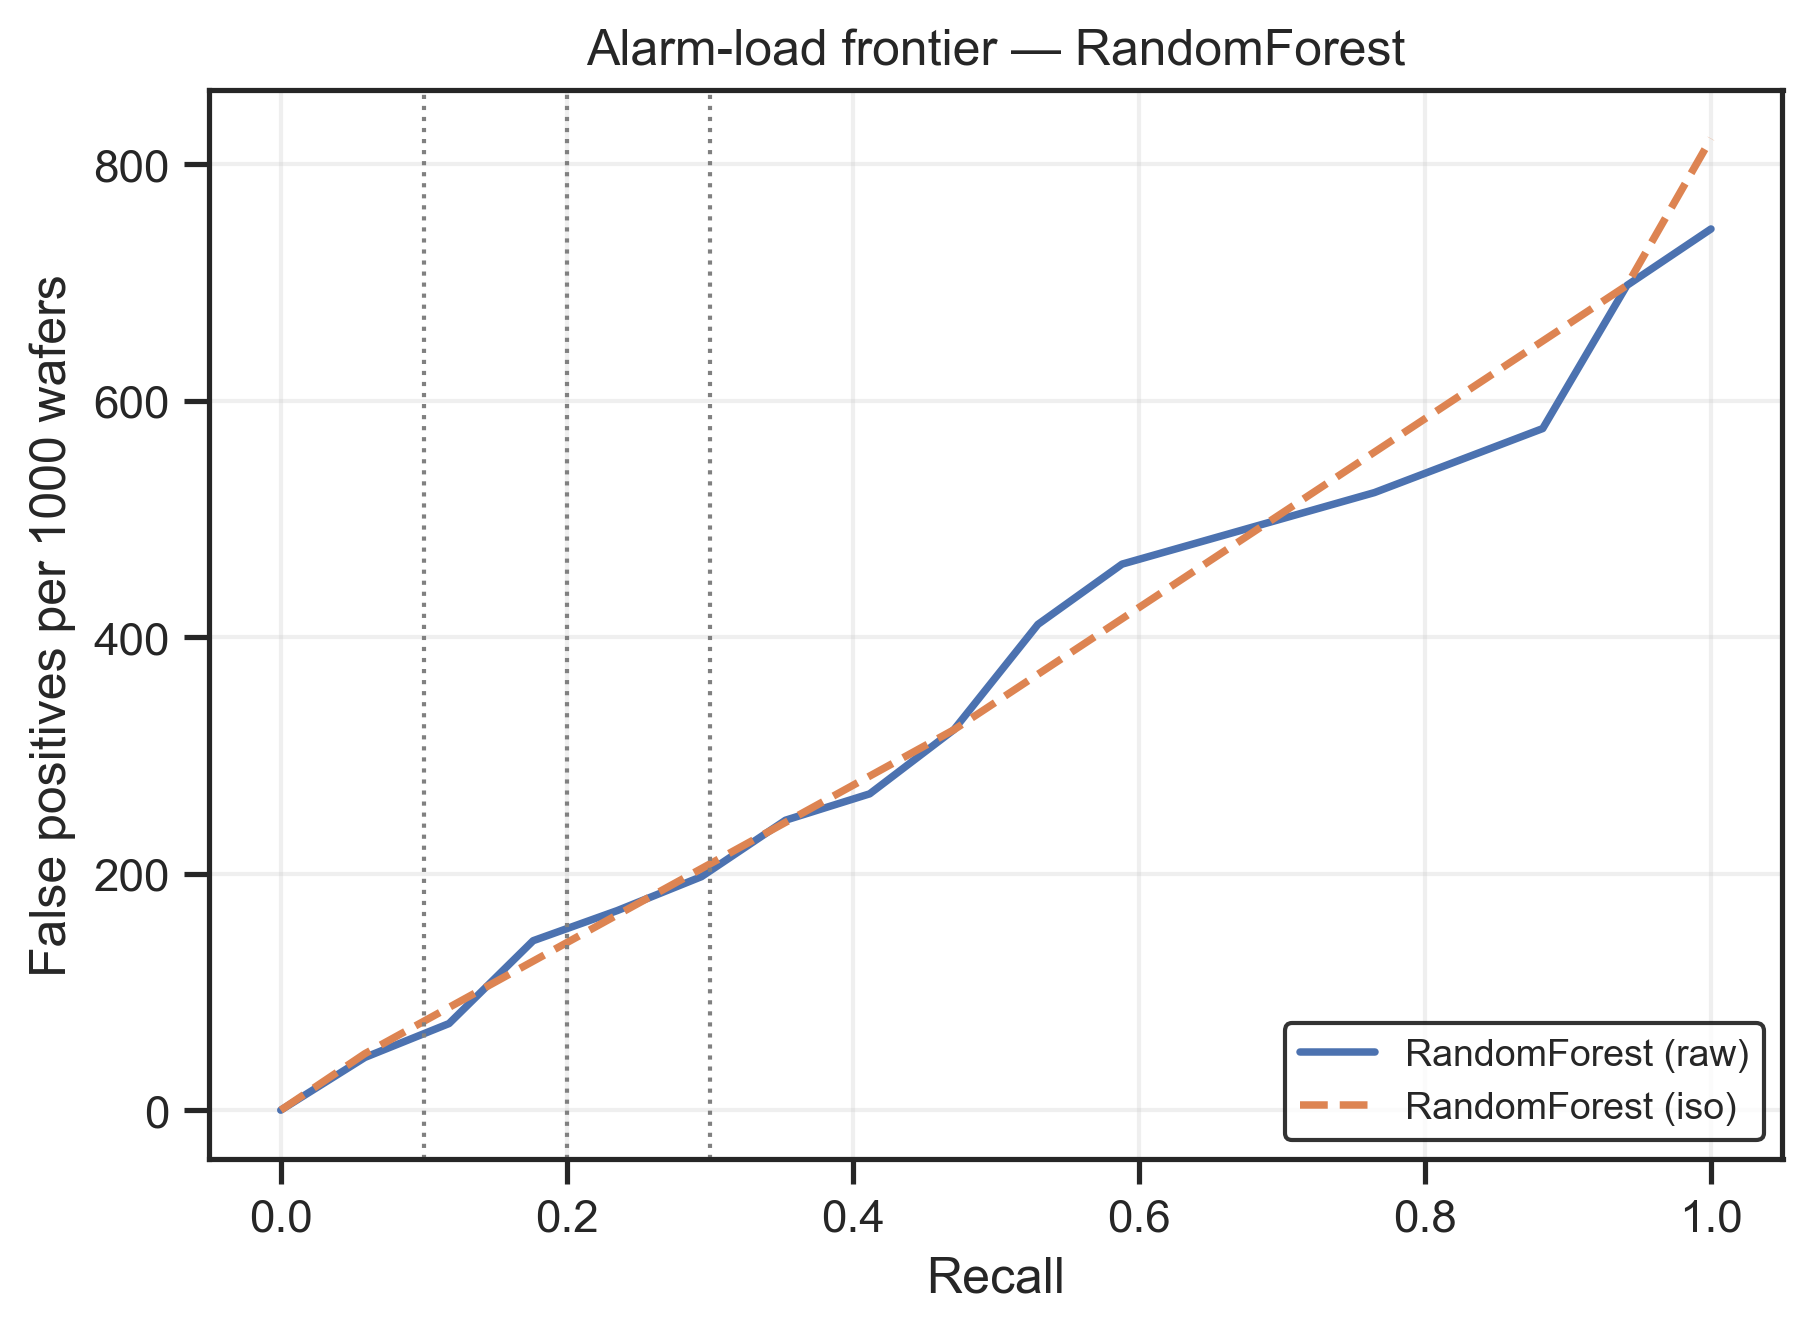 Alarm-load frontier — RandomForest
False positives per 1000 wafers
800
600
400
200
0
0.0 0.2 0.4 0.6 0.8 1.0
Recall
RandomForest (raw)
RandomForest (iso)